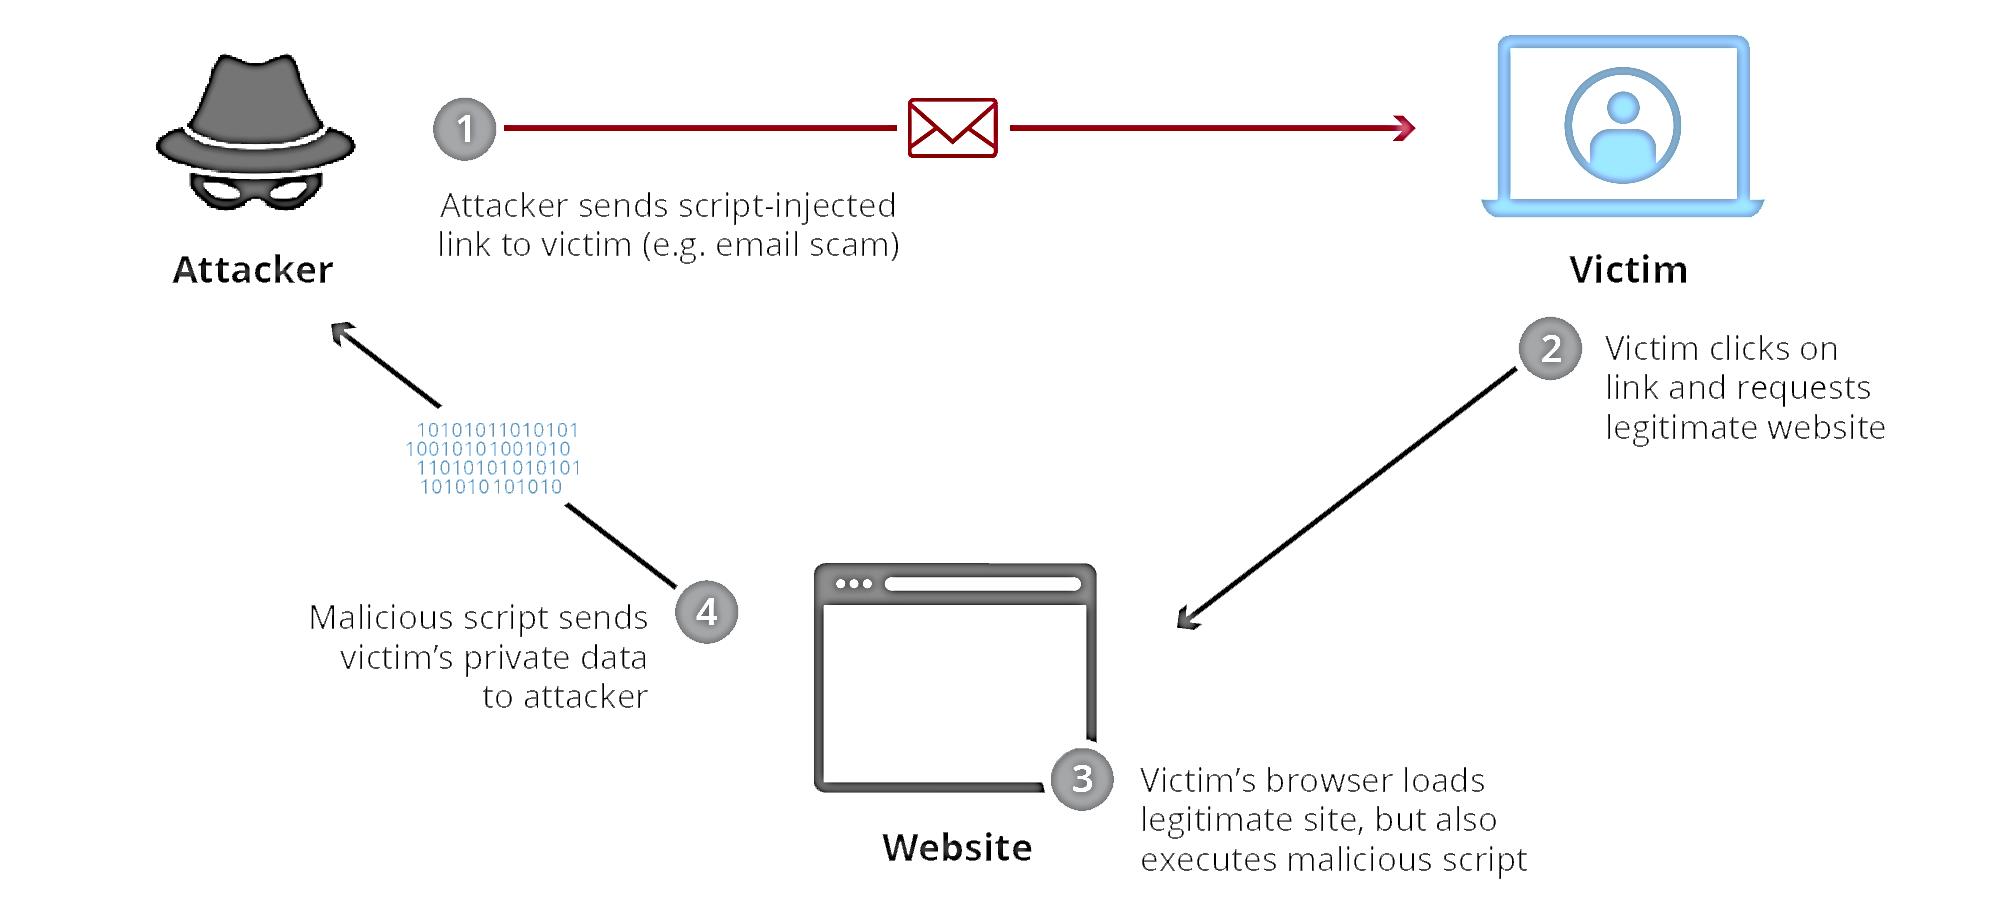 1
Attacker sends script-injected
link to victim (e.g. email scam)
Attacker
Victim
2
Victim clicks on
link and requests
legitimate website
10101011010101
10010101001010
11010101010101
101010101010
4
Malicious script sends
victim’s private data
to attacker
3
Victim’s browser loads
legitimate site, but also
executes malicious script
Website